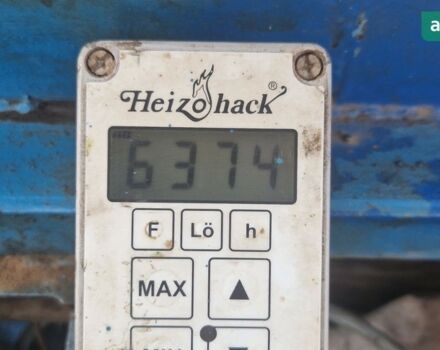 Heizohack®
6374
F Lö h
MAX ▲